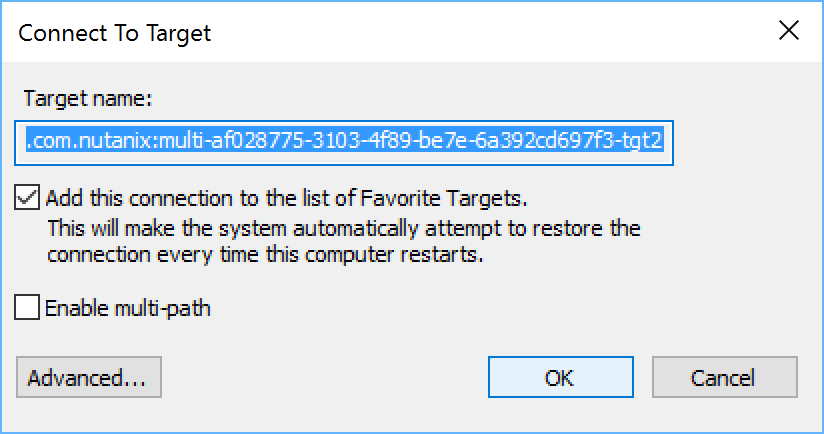 Connect To Target
Target name:
.com.nutanix:multi-af028775-3103-4f89-be7e-6a392cd697f3-tgt2
Add this connection to the list of Favorite Targets.
This will make the system automatically attempt to restore the
connection every time this computer restarts.
Enable multi-path
Advanced...
OK
Cancel